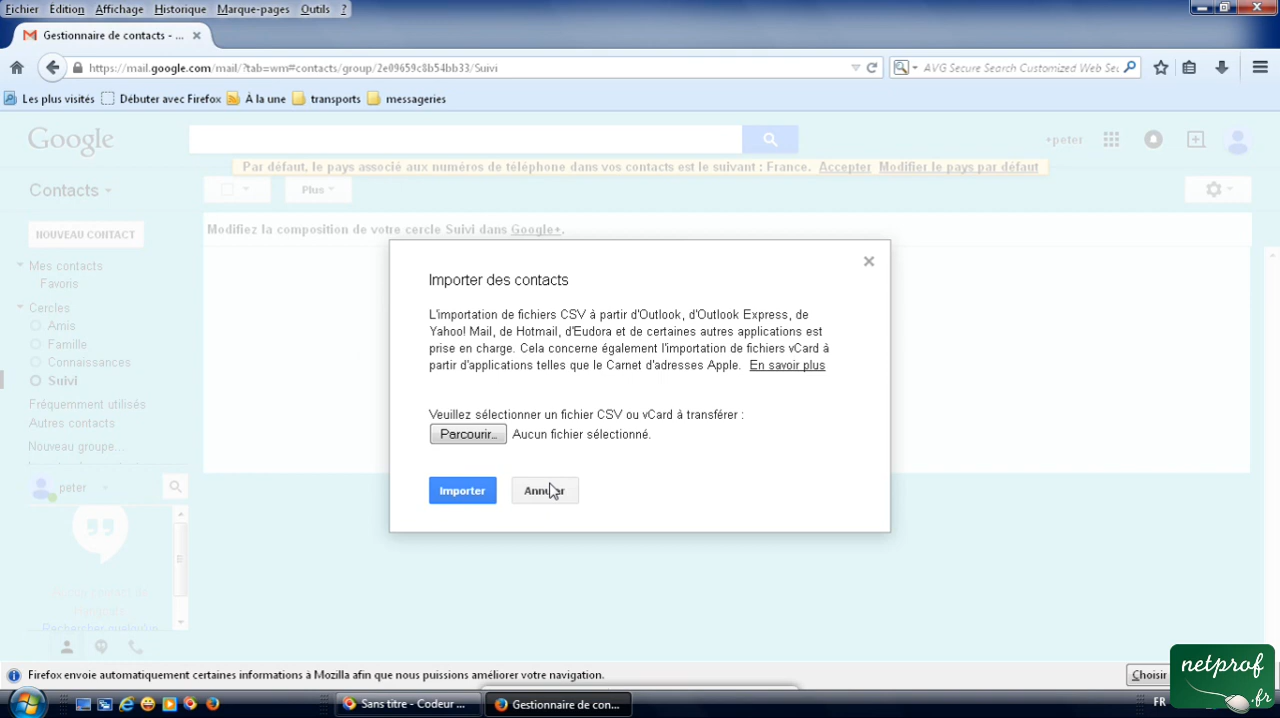 Fichier Édition Affichage Historique Marque-pages Outils ?
Gestionnaire de contacts - ...
https://mail.google.com/mail/?tab=wm#contacts/group/2e09659c8b54bb33/Suivi
AVG Secure Search Customized Web Se
Les plus visités Débuter avec Firefox À la une transports messageries
Google
+peter
Par défaut, le pays associé aux numéros de téléphone dans vos contacts est le suivant : France. Accepter Modifier le pays par défaut
Contacts
Plus
Modifiez la composition de votre cercle Suivi dans Google+.
NOUVEAU CONTACT
Mes contacts
Favoris
Cercles
Amis
Famille
Connaissances
Suivi
Fréquemment utilisés
Autres contacts
Nouveau groupe...
peter
Rechercher quelqu'un
Importer des contacts
L'importation de fichiers CSV à partir d'Outlook, d'Outlook Express, de
Yahoo! Mail, de Hotmail, d'Eudora et de certaines autres applications est
prise en charge. Cela concerne également l'importation de fichiers vCard à
partir d'applications telles que le Carnet d'adresses Apple. En savoir plus
Veuillez sélectionner un fichier CSV ou vCard à transférer :
Parcourir... Aucun fichier sélectionné.
Importer Annuler
Firefox envoie automatiquement certaines informations à Mozilla afin que nous puissions améliorer votre navigation.
Choisir
netprof
.fr
Sans titre - Codeur ...
Gestionnaire de con...
FR